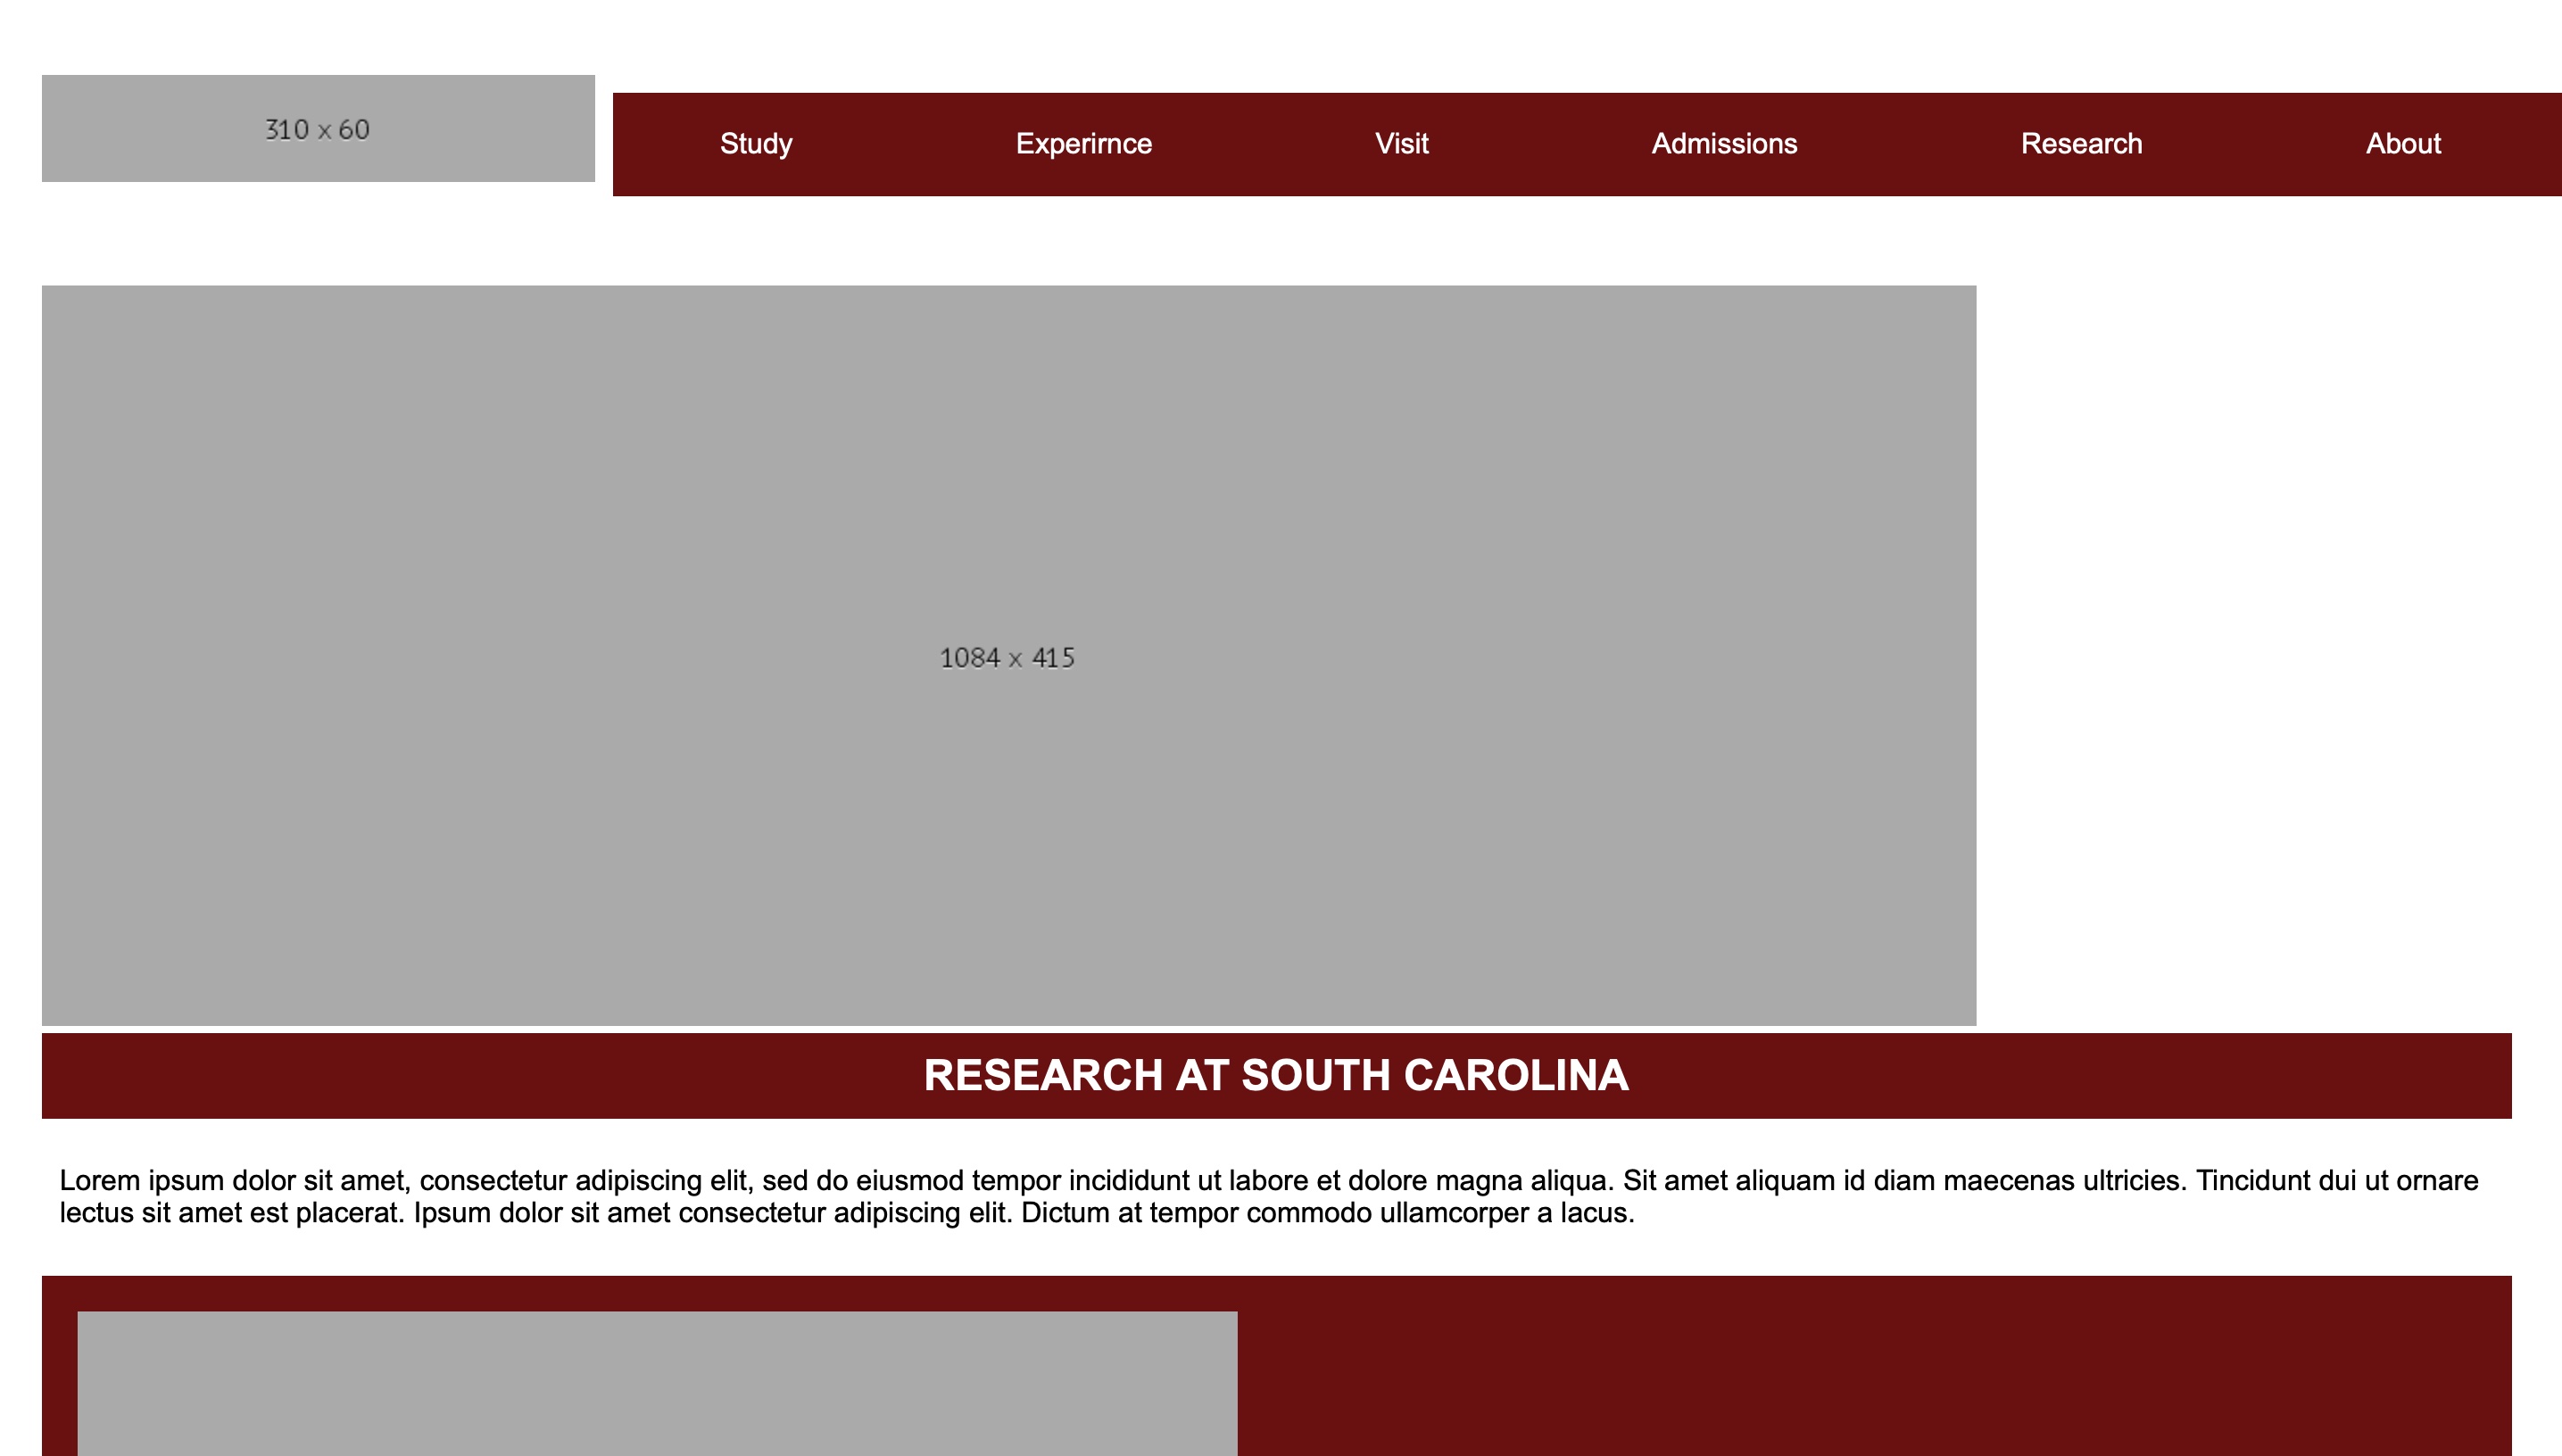 310 x 60
Study Experirnce Visit Admissions Research About
1084 x 415
RESEARCH AT SOUTH CAROLINA
Lorem ipsum dolor sit amet, consectetur adipiscing elit, sed do eiusmod tempor incididunt ut labore et dolore magna aliqua. Sit amet aliquam id diam maecenas ultricies. Tincidunt dui ut ornare
lectus sit amet est placerat. Ipsum dolor sit amet consectetur adipiscing elit. Dictum at tempor commodo ullamcorper a lacus.